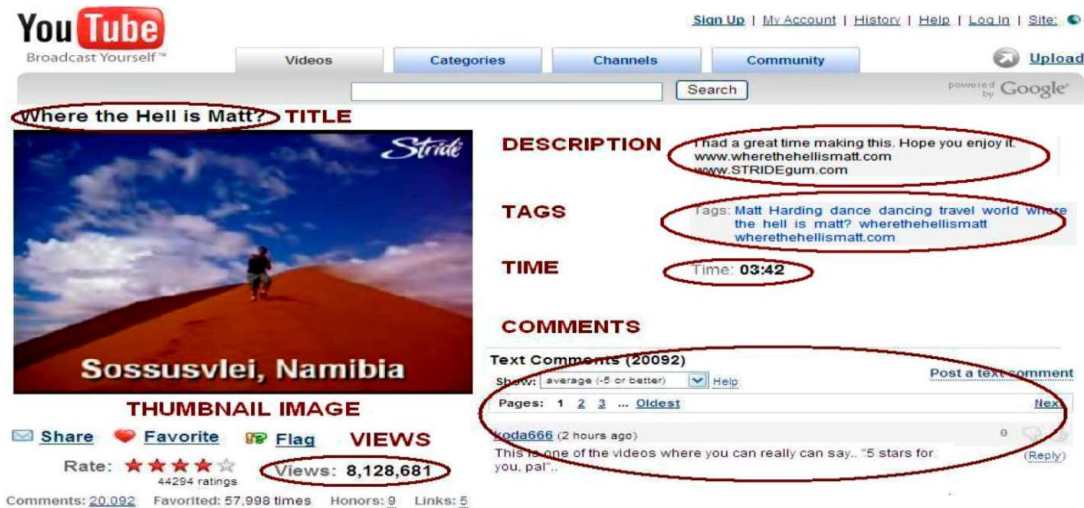 You Tube
Broadcast Yourself™
Sign Up | My Account | History | Help | Log In | Site:
Videos
Categories
Channels
Community
Upload
Search
powered by Google
Where the Hell is Matt? TITLE
Stride
Sossusvlei, Namibia
THUMBNAIL IMAGE
Share Favorite Flag VIEWS
Rate:
44294 ratings
Views: 8,128,681
Comments: 20,092 Favorited: 57,998 times Honors: 9 Links: 5
DESCRIPTION
I had a great time making this. Hope you enjoy it.
www.wherethehellismatt.com
www.STRIDEgum.com
TAGS
Tags: Matt Harding dance dancing travel world where
the hell is matt? wherethehellismatt
wherethehellismatt.com
TIME
Time: 03:42
COMMENTS
Text Comments (20092)
Post a text comment
Show: average (-5 or better) Help
Pages: 1 2 3 ... Oldest
Next
koda666 (2 hours ago)
0
This is one of the videos where you can really can say.. "5 stars for
you, pal"..
(Reply)